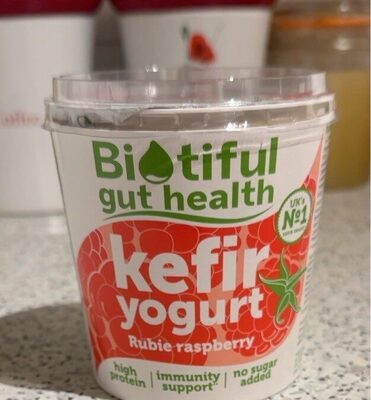 Biotiful
gut health
UK's
No1
kefir
yogurt
Rubie raspberry
high
protein
immunity
support
no sugar
added